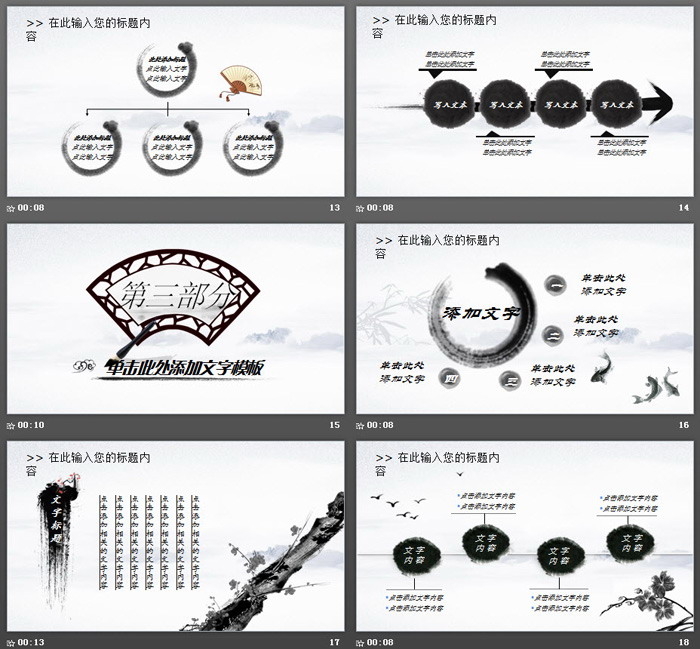 >> 在此输入您的标题内
容
此处添加标题
点此输入文字
点此输入文字
此处添加标题
点此输入文字
点此输入文字
此处添加标题
点此输入文字
点此输入文字
此处添加标题
点此输入文字
点此输入文字
00:08
13
>> 在此输入您的标题内
容
单击此处添加文字
单击此处添加文字
单击此处添加文字
单击此处添加文字
写入文本
写入文本
写入文本
写入文本
单击此处添加文字
单击此处添加文字
单击此处添加文字
单击此处添加文字
00:08
14
第三部分
单击此处添加文字模板
00:10
15
>> 在此输入您的标题内
容
添加文字
一
单击此处
添加文字
二
单击此处
添加文字
三
单击此处
添加文字
四
单击此处
添加文字
00:08
16
>> 在此输入您的标题内
容
文字标题
点击添加相关的文字内容
点击添加相关的文字内容
点击添加相关的文字内容
点击添加相关的文字内容
点击添加相关的文字内容
点击添加相关的文字内容
点击添加相关的文字内容
00:13
17
>> 在此输入您的标题内
容
点击添加文字内容
点击添加文字内容
点击添加文字内容
点击添加文字内容
文字
内容
文字
内容
文字
内容
文字
内容
点击添加文字内容
点击添加文字内容
点击添加文字内容
点击添加文字内容
00:08
18